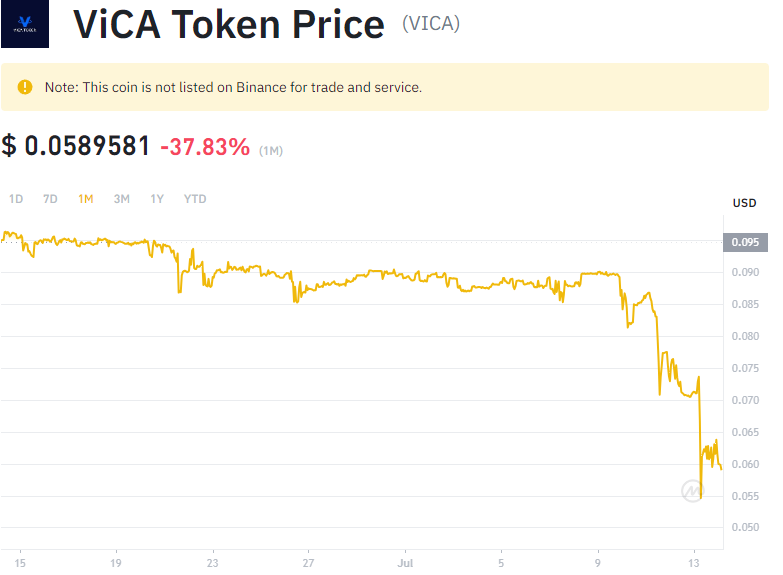 ViCA Token Price (VICA)
Note: This coin is not listed on Binance for trade and service.
$ 0.0589581 -37.83% (1M)
1D 7D 1M 3M 1Y YTD
USD
0.095
0.090
0.085
0.080
0.075
0.070
0.065
0.060
0.055
0.050
15 19 23 27 Jul 5 9 13